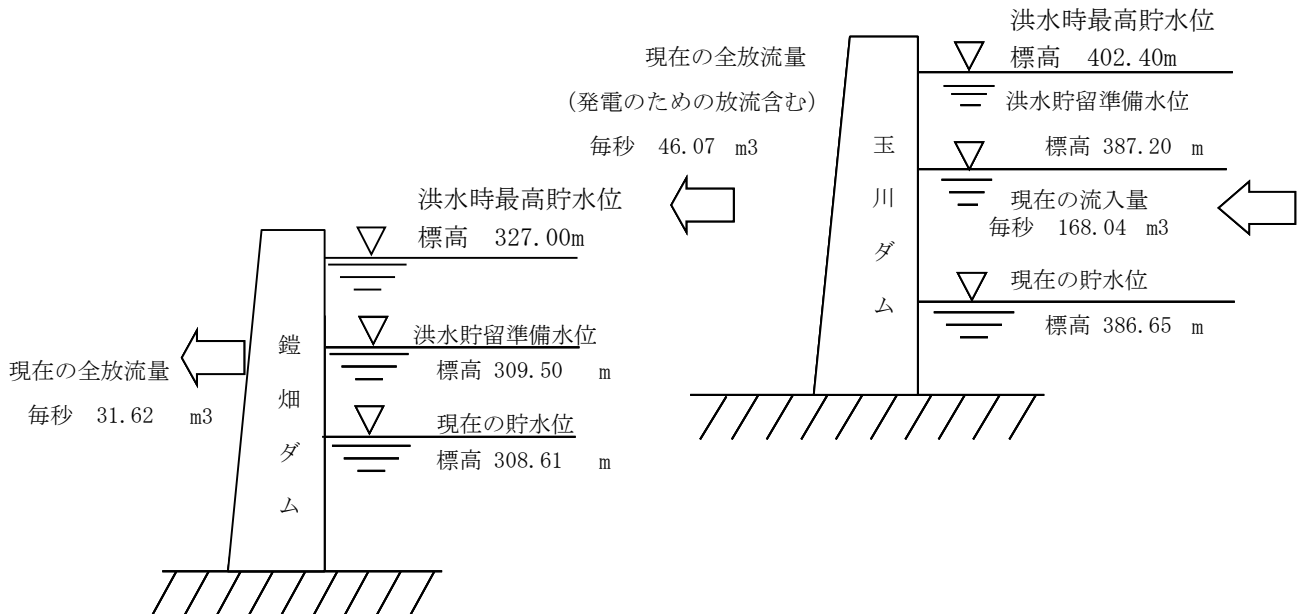 洪水時最高貯水位
標高 402.40m
洪水貯留準備水位
標高 387.20 m
現在の流入量
毎秒 168.04 m3
現在の貯水位
標高 386.65 m
玉川ダム
現在の全放流量
(発電のための放流含む)
毎秒 46.07 m3
洪水時最高貯水位
標高 327.00m
洪水貯留準備水位
標高 309.50 m
現在の貯水位
標高 308.61 m
鎧畑ダム
現在の全放流量
毎秒 31.62 m3